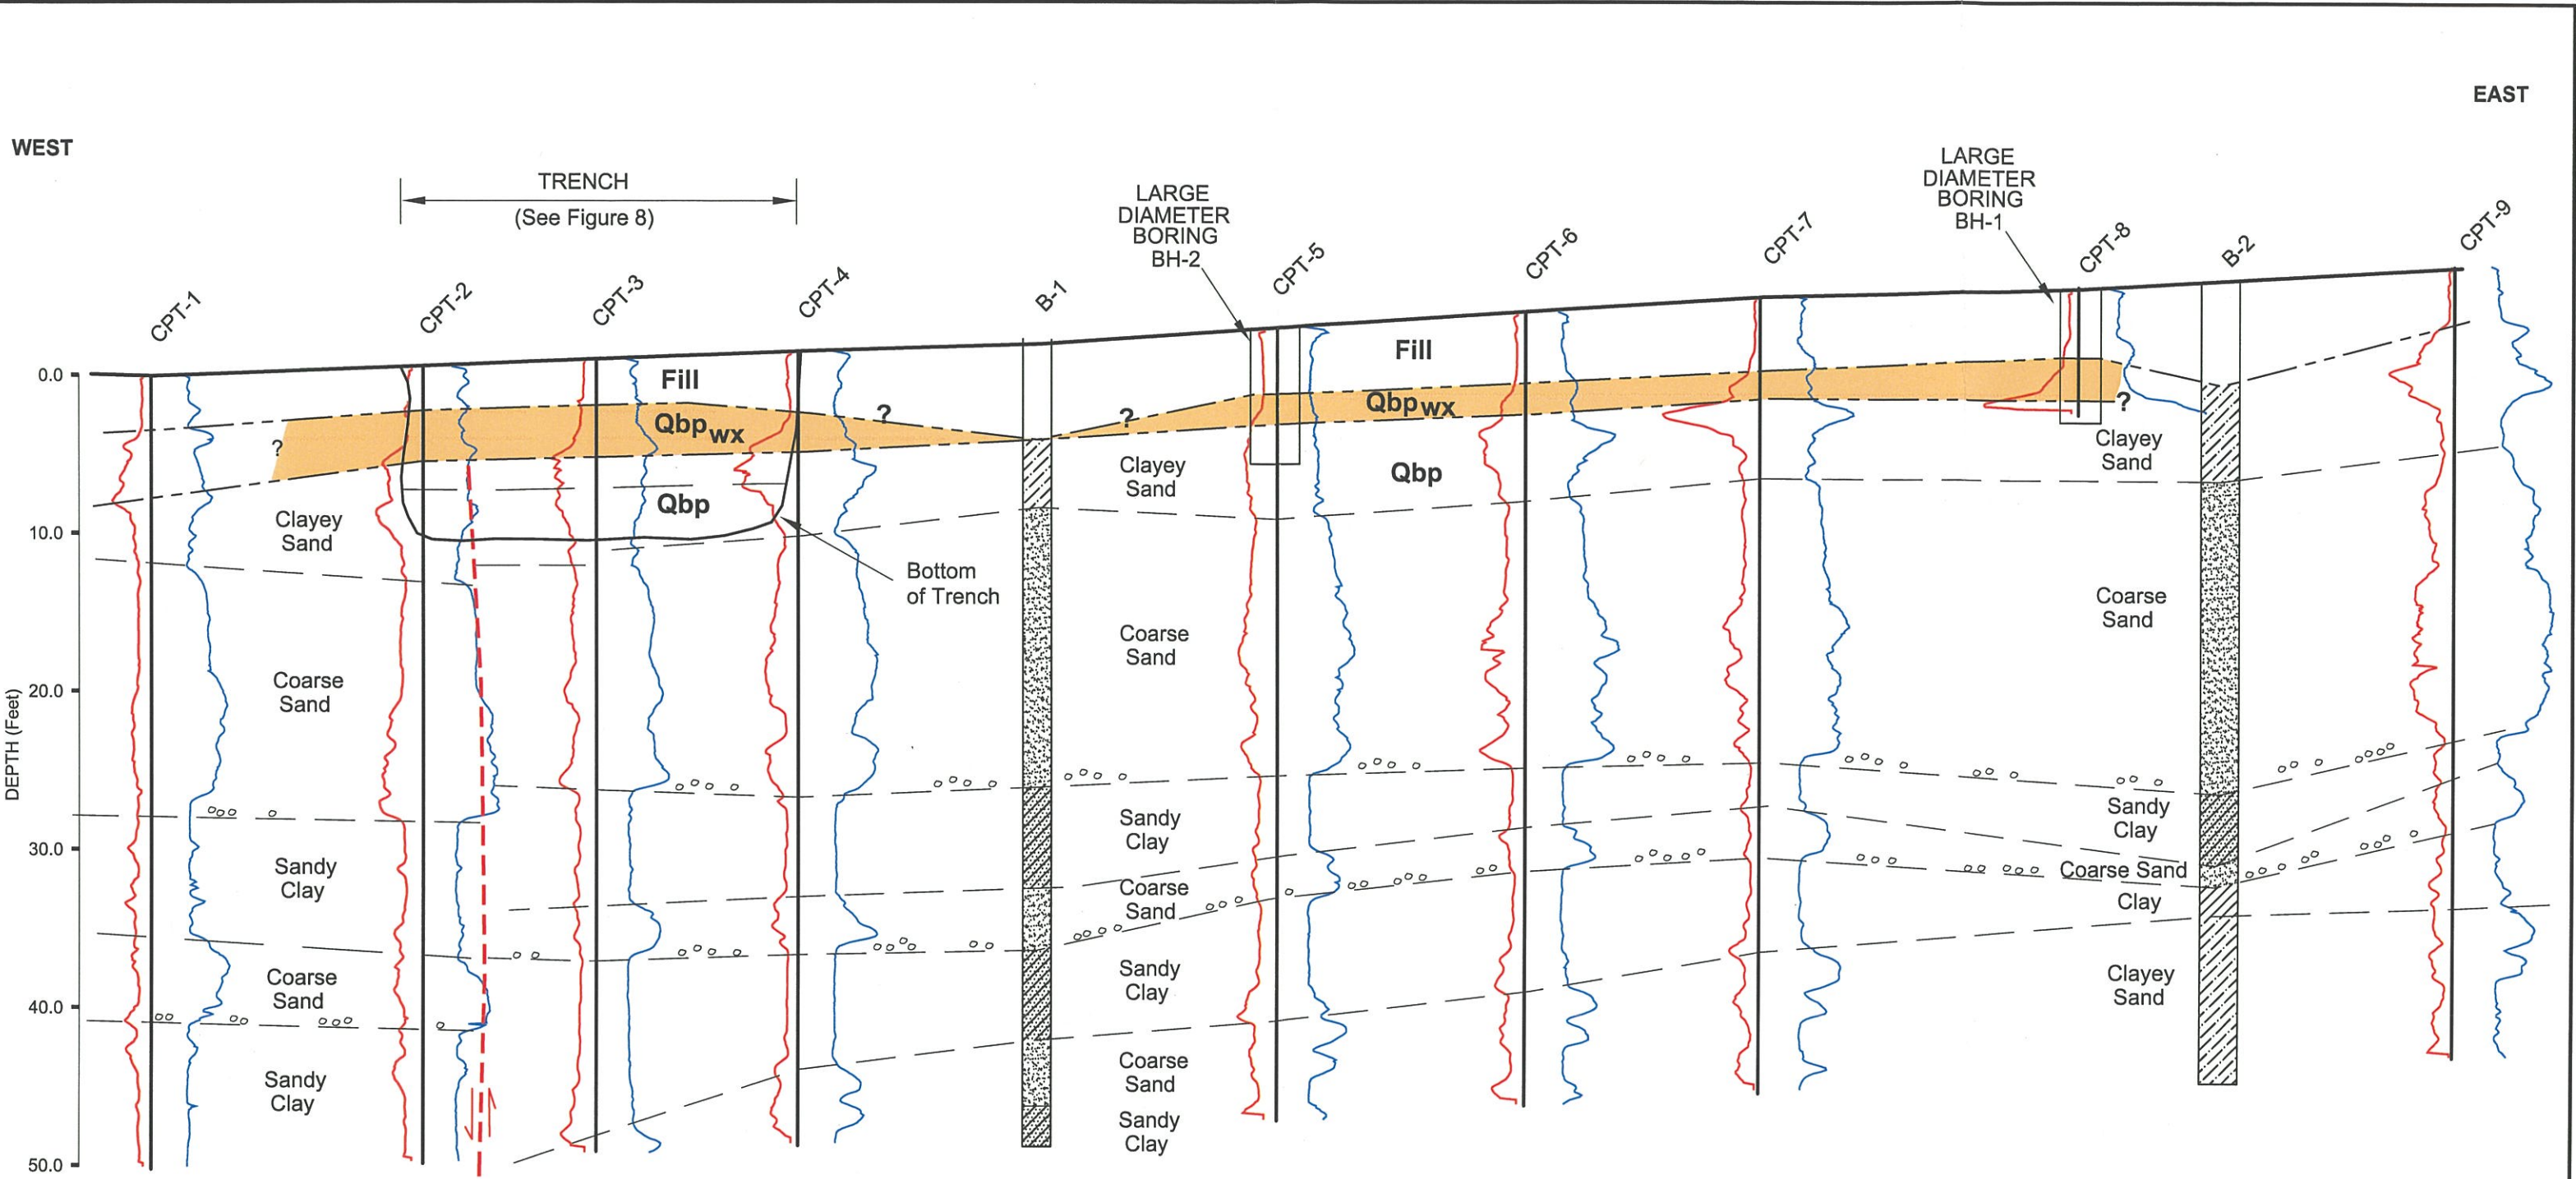 EAST
WEST
TRENCH
(See Figure 8)
LARGE
DIAMETER
BORING
BH-2
LARGE
DIAMETER
BORING
BH-1
CPT-1
CPT-2
CPT-3
CPT-4
B-1
CPT-5
CPT-6
CPT-7
CPT-8
B-2
CPT-9
DEPTH (Feet)
0.0
10.0
20.0
30.0
40.0
50.0
Fill
Qbpwx
Qbp
?
?
?
?
Fill
Qbpwx
Qbp
Bottom
of Trench
Clayey
Sand
Coarse
Sand
Sandy
Clay
Coarse
Sand
Sandy
Clay
Clayey
Sand
Coarse
Sand
Sandy
Clay
Coarse
Sand
Sandy
Clay
Coarse
Sand
Sandy
Clay
Clayey
Sand
Coarse
Sand
Sandy
Clay
Coarse Sand
Clay
Clayey
Sand